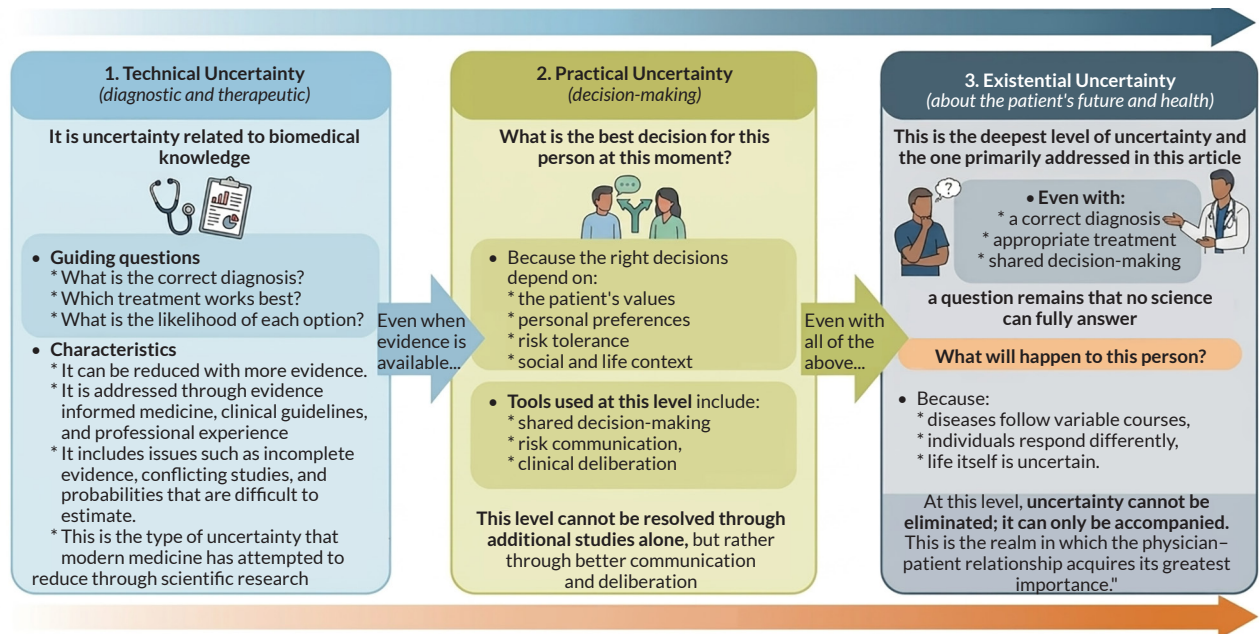 1. Technical Uncertainty
(diagnostic and therapeutic)
It is uncertainty related to biomedical
knowledge
• Guiding questions
* What is the correct diagnosis?
* Which treatment works best?
* What is the likelihood of each option?
• Characteristics
* It can be reduced with more evidence.
* It is addressed through evidence
informed medicine, clinical guidelines,
and professional experience
* It includes issues such as incomplete
evidence, conflicting studies, and
probabilities that are difficult to
estimate.
* This is the type of uncertainty that
modern medicine has attempted to
reduce through scientific research
Even when
evidence is
available...
2. Practical Uncertainty
(decision-making)
What is the best decision for this
person at this moment?
• Because the right decisions
depend on:
* the patient's values
* personal preferences
* risk tolerance
* social and life context
• Tools used at this level include:
* shared decision-making
* risk communication,
* clinical deliberation
This level cannot be resolved through
additional studies alone, but rather
through better communication
and deliberation
Even with
all of the
above...
3. Existential Uncertainty
(about the patient's future and health)
This is the deepest level of uncertainty and
the one primarily addressed in this article
?
• Even with:
* a correct diagnosis
* appropriate treatment
* shared decision-making
a question remains that no science
can fully answer
What will happen to this person?
• Because:
* diseases follow variable courses,
* individuals respond differently,
* life itself is uncertain.
At this level, uncertainty cannot be
eliminated; it can only be accompanied.
This is the realm in which the physician–
patient relationship acquires its greatest
importance."